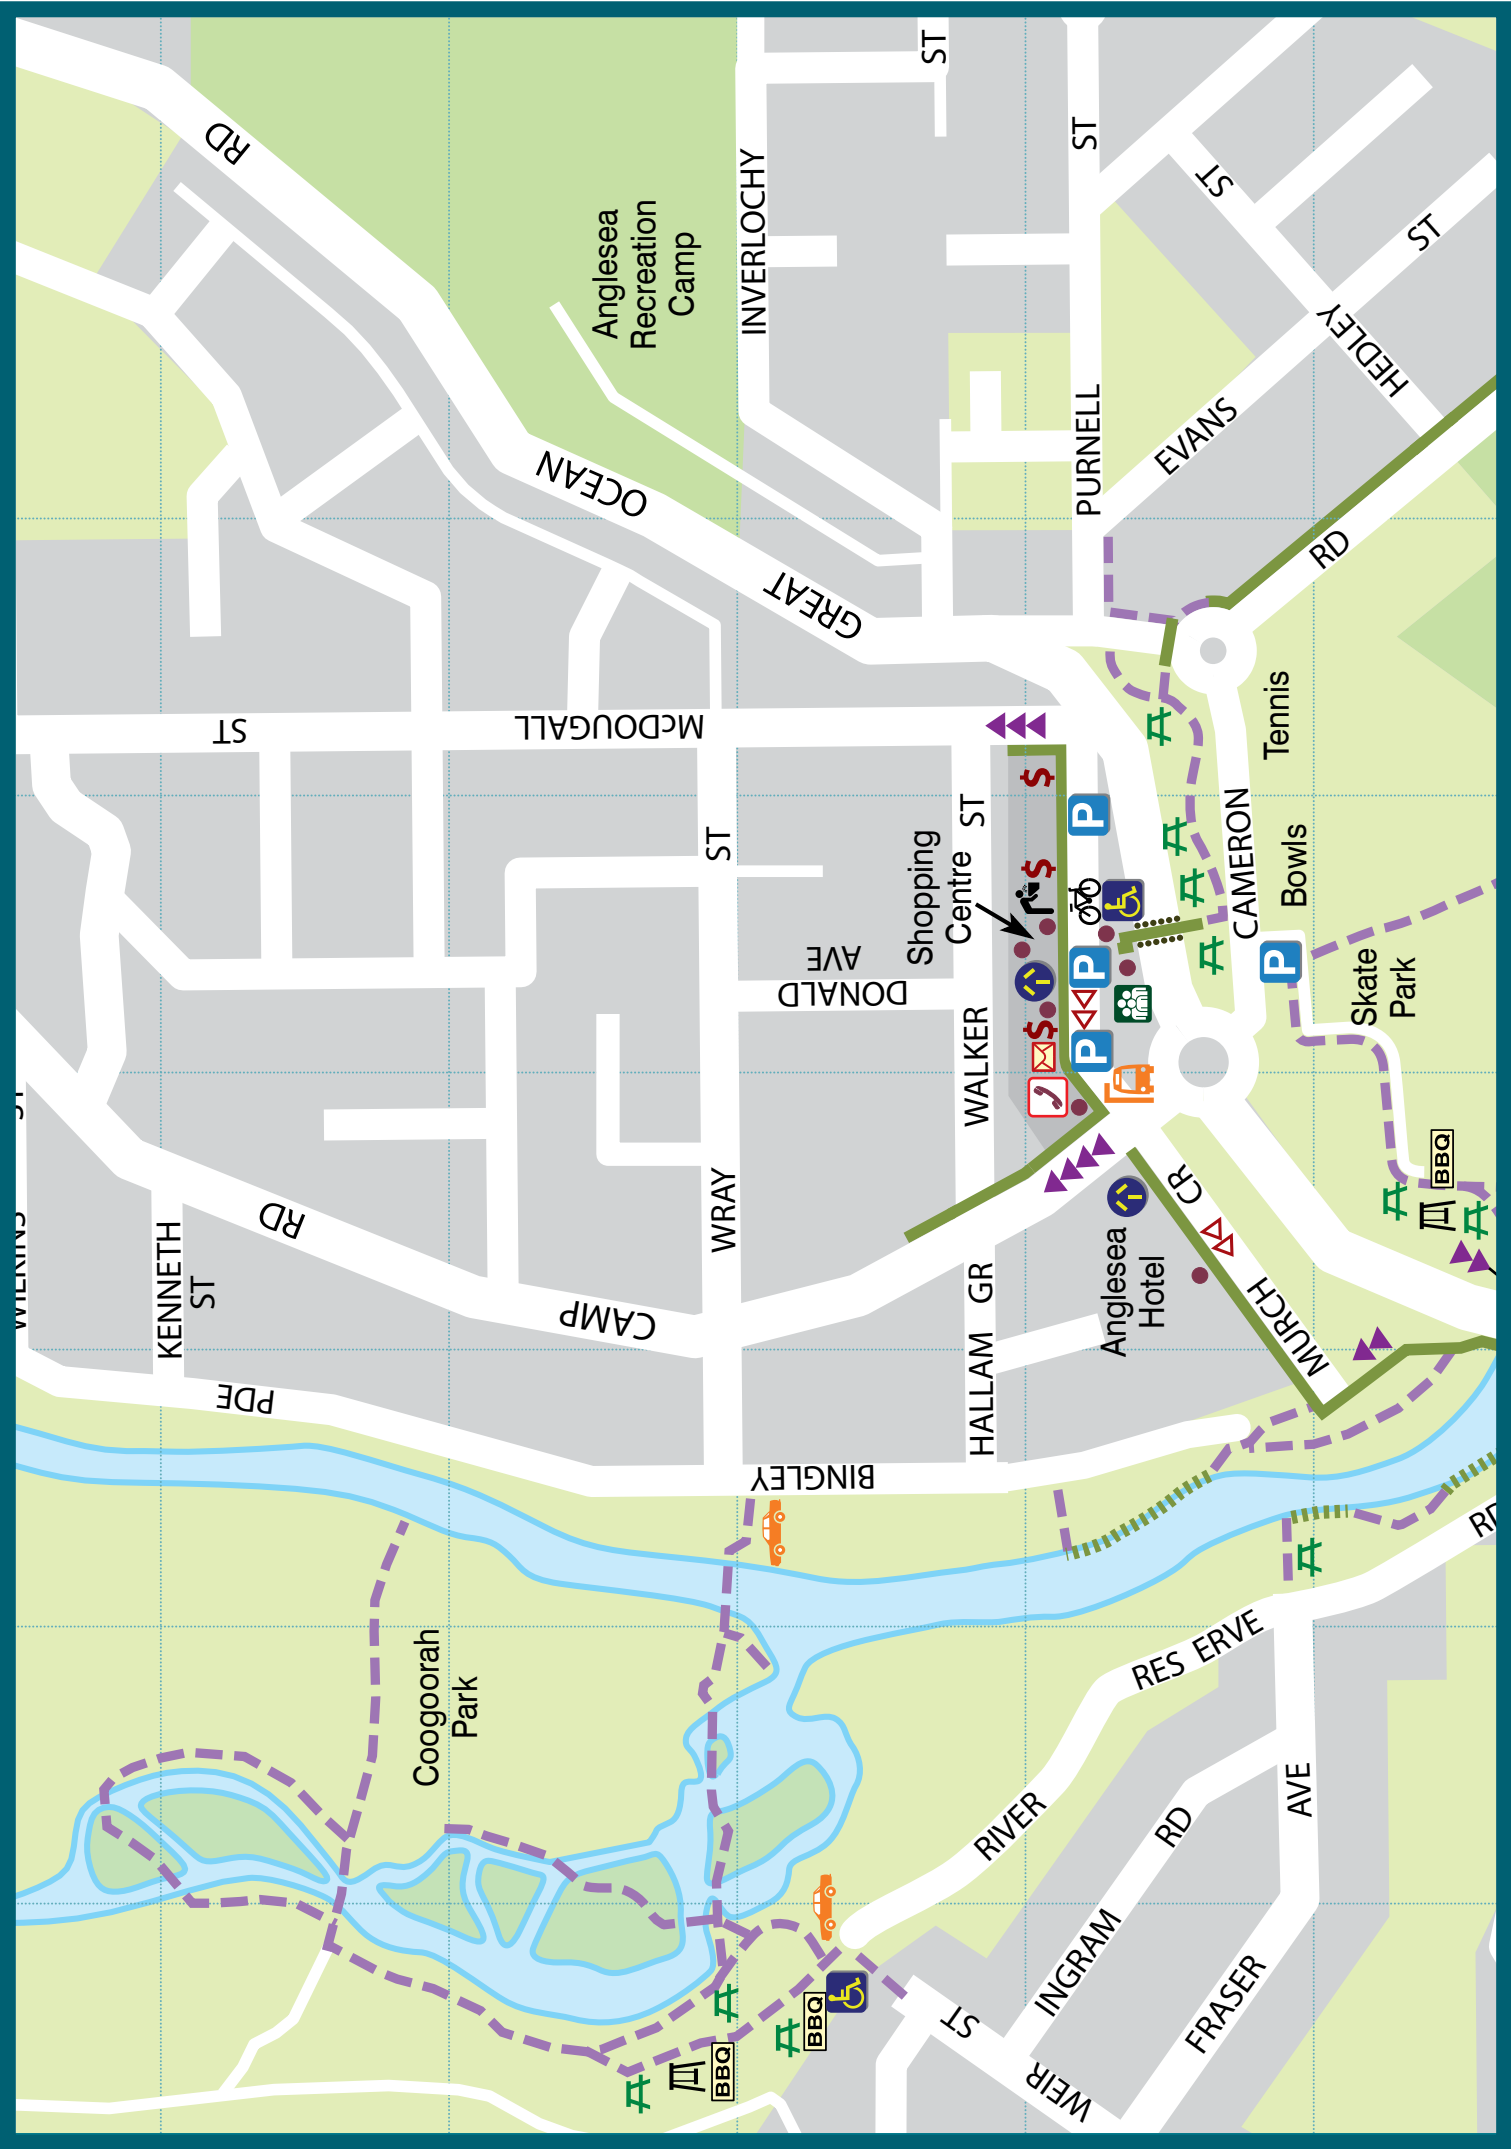 RD
OCEAN
GREAT
Anglesea
Recreation
Camp
INVERLOCHY
ST
ST
PURNELL
ST
HEDLEY
ST
EVANS
RD
ST
McDOUGALL
Tennis
CAMERON
Bowls
Skate
Park
$
P
$
P
$
P
Shopping
Centre
ST
WALKER
ST
WRAY
AVE
DONALD
RD
CAMP
KENNETH
ST
PDE
BINGLEY
HALLAM GR
Anglesea
Hotel
CR
MURCH
P
BBQ
Coogoorah
Park
RES ERVE
RIVER
RD
INGRAM
AVE
FRASER
ST
WEIR
BBQ
BBQ